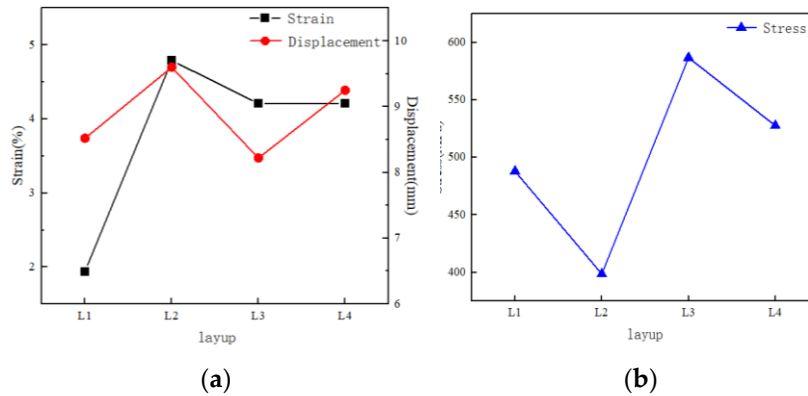 Strain
Displacement
5
4
3
2
Strain(%)
10
9
8
7
6
Displacement(mm)
L1 L2 L3 L4
layup
(a)
Stress
600
550
500
450
400
L1 L2 L3 L4
layup
(b)